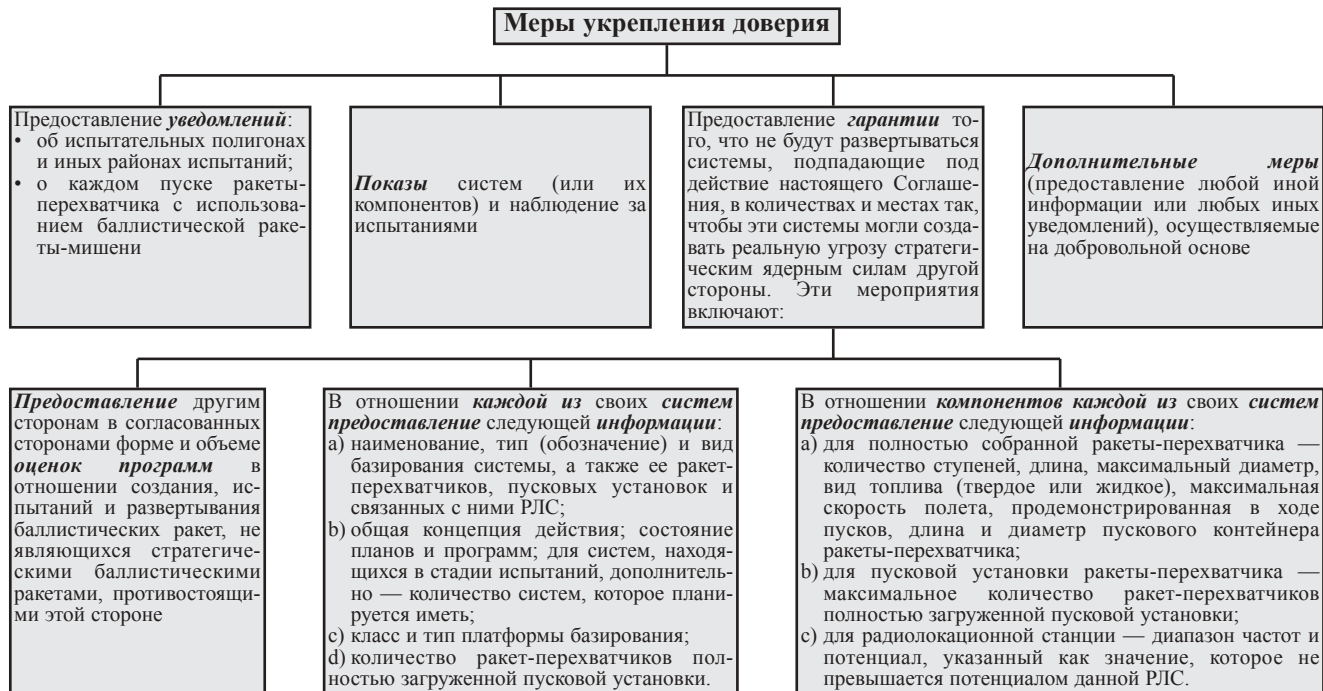 Меры укрепления доверия
Предоставление уведомлений:
• об испытательных полигонах
и иных районах испытаний;
• о каждом пуске ракеты-
перехватчика с использова-
нием баллистической раке-
ты-мишени
Показы систем (или их
компонентов) и наблюдение за
испытаниями
Предоставление гарантии то-
го, что не будут развертываться
системы, подпадающие под
действие настоящего Соглаше-
ния, в количествах и местах так,
чтобы эти системы могли созда-
вать реальную угрозу стратеги-
ческим ядерным силам другой
стороны. Эти мероприятия
включают:
Дополнительные меры
(предоставление любой иной
информации или любых иных
уведомлений), осуществляемые
на добровольной основе
Предоставление другим
сторонам в согласованных
сторонами форме и объеме
оценок программ в
отношении создания, ис-
пытаний и развертывания
баллистических ракет, не
являющихся стратегиче-
скими баллистическими
ракетами, противостоящи-
ми этой стороне
В отношении каждой из своих систем
предоставление следующей информации:
a) наименование, тип (обозначение) и вид
базирования системы, а также ее ракет-
перехватчиков, пусковых установок и
связанных с ними РЛС;
b) общая концепция действия; состояние
планов и программ; для систем, находя-
щихся в стадии испытаний, дополнитель-
но — количество систем, которое плани-
руется иметь;
c) класс и тип платформы базирования;
d) количество ракет-перехватчиков пол-
ностью загруженной пусковой установки.
В отношении компонентов каждой из своих систем
предоставление следующей информации:
a) для полностью собранной ракеты-перехватчика —
количество ступеней, длина, максимальный диаметр,
вид топлива (твердое или жидкое), максимальная
скорость полета, продемонстрированная в ходе
пусков, длина и диаметр пускового контейнера
ракеты-перехватчика;
b) для пусковой установки ракеты-перехватчика —
максимальное количество ракет-перехватчиков
полностью загруженной пусковой установки;
c) для радиолокационной станции — диапазон частот и
потенциал, указанный как значение, которое не
превышается потенциалом данной РЛС.